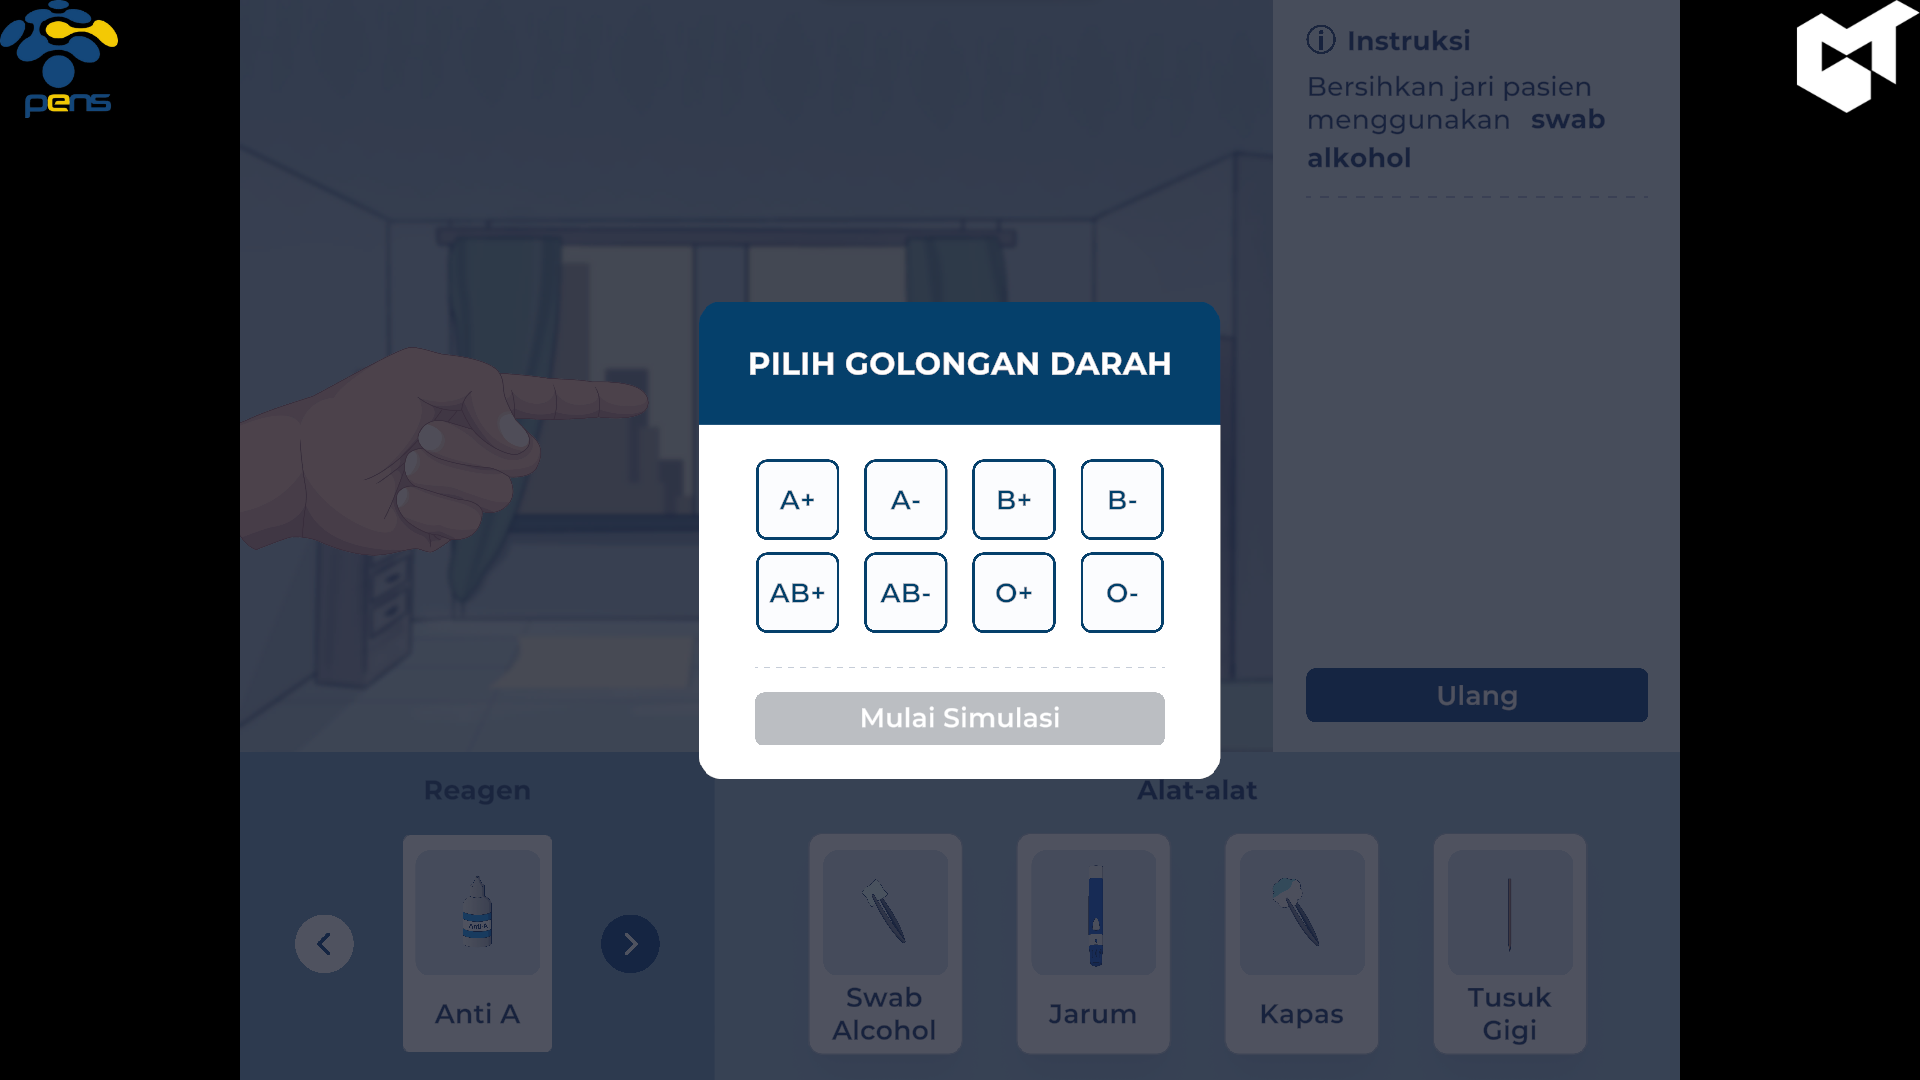 pens
Instruksi
Bersihkan jari pasien
menggunakan swab
alkohol
PILIH GOLONGAN DARAH
A+ A- B+ B-
AB+ AB- O+ O-
Mulai Simulasi
Ulang
Reagen
Anti-A
Anti A
Alat-alat
Swab
Alcohol
Jarum
Kapas
Tusuk
Gigi